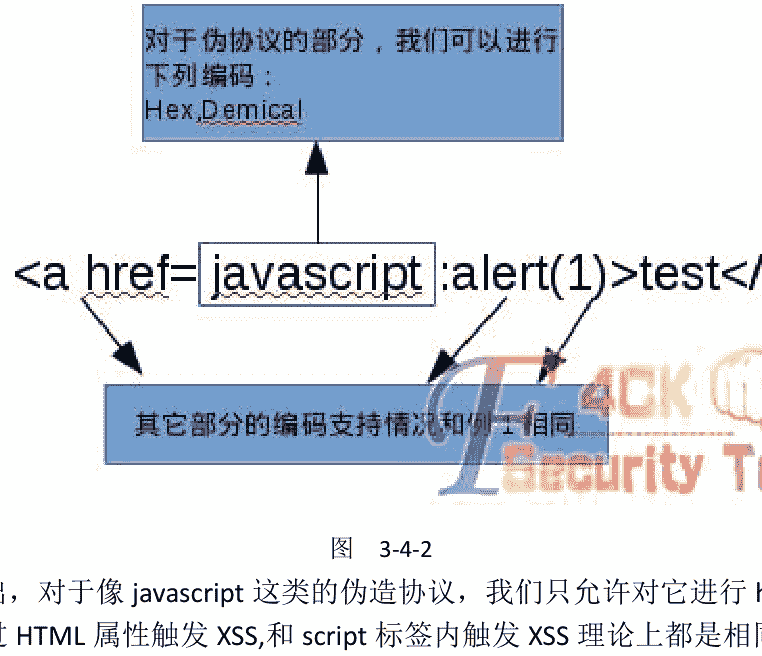 对于伪协议的部分，我们可以进行
下列编码：
Hex,Demical
<a href= javascript :alert(1)>test</
其它部分的编码支持情况和例1相同
F4CK
Security
图 3-4-2
，对于像 javascript 这类的伪造协议，我们只允许对它进行
HTML 属性触发 XSS,和 script 标签内触发 XSS 理论上都是相